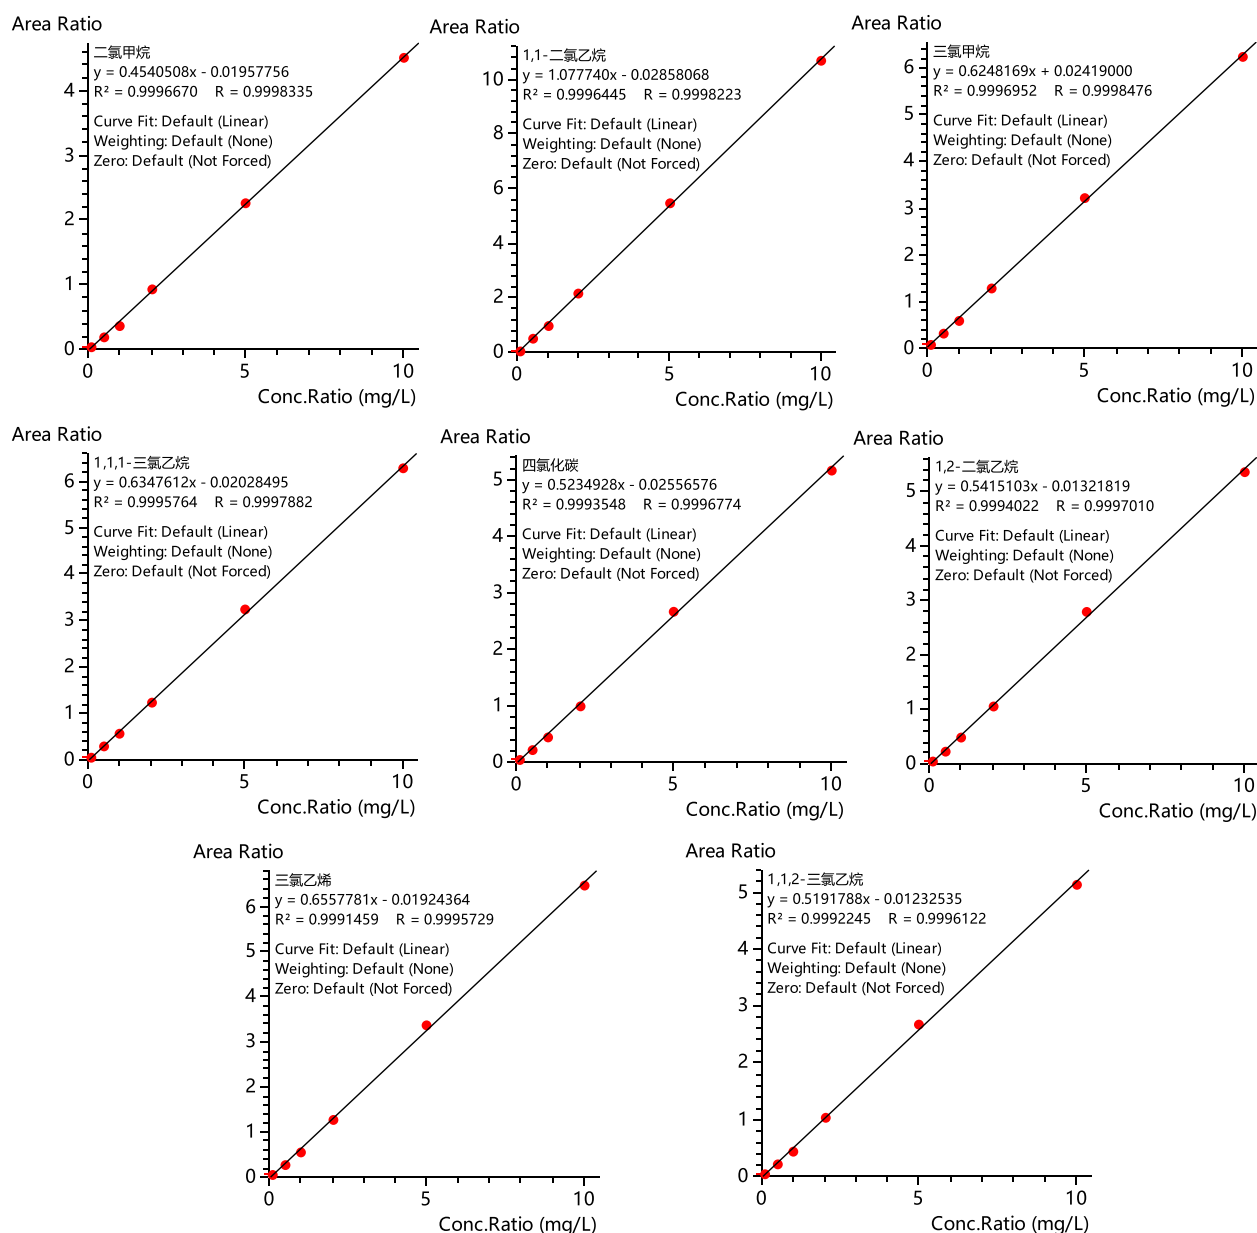 Area Ratio
二氯甲烷
y = 0.4540508x - 0.01957756
R² = 0.9996670 R = 0.9998335
Curve Fit: Default (Linear)
Weighting: Default (None)
Zero: Default (Not Forced)
4
3
2
1
0
0 5 10
Conc.Ratio (mg/L)
Area Ratio
1,1-二氯乙烷
y = 1.077740x - 0.02858068
R² = 0.9996445 R = 0.9998223
Curve Fit: Default (Linear)
Weighting: Default (None)
Zero: Default (Not Forced)
10
8
6
4
2
0
0 5 10
Conc.Ratio (mg/L)
Area Ratio
三氯甲烷
y = 0.6248169x + 0.02419000
R² = 0.9996952 R = 0.9998476
Curve Fit: Default (Linear)
Weighting: Default (None)
Zero: Default (Not Forced)
6
5
4
3
2
1
0
0 5 10
Conc.Ratio (mg/L)
Area Ratio
1,1,1-三氯乙烷
y = 0.6347612x - 0.02028495
R² = 0.9995764 R = 0.9997882
Curve Fit: Default (Linear)
Weighting: Default (None)
Zero: Default (Not Forced)
6
5
4
3
2
1
0
0 5 10
Conc.Ratio (mg/L)
Area Ratio
四氯化碳
y = 0.5234928x - 0.02556576
R² = 0.9993548 R = 0.9996774
Curve Fit: Default (Linear)
Weighting: Default (None)
Zero: Default (Not Forced)
5
4
3
2
1
0
0 5 10
Conc.Ratio (mg/L)
Area Ratio
1,2-二氯乙烷
y = 0.5415103x - 0.01321819
R² = 0.9994022 R = 0.9997010
Curve Fit: Default (Linear)
Weighting: Default (None)
Zero: Default (Not Forced)
5
4
3
2
1
0
0 5 10
Conc.Ratio (mg/L)
Area Ratio
三氯乙烯
y = 0.6557781x - 0.01924364
R² = 0.9991459 R = 0.9995729
Curve Fit: Default (Linear)
Weighting: Default (None)
Zero: Default (Not Forced)
6
5
4
3
2
1
0
0 5 10
Conc.Ratio (mg/L)
Area Ratio
1,1,2-三氯乙烷
y = 0.5191788x - 0.01232535
R² = 0.9992245 R = 0.9996122
Curve Fit: Default (Linear)
Weighting: Default (None)
Zero: Default (Not Forced)
5
4
3
2
1
0
0 5 10
Conc.Ratio (mg/L)